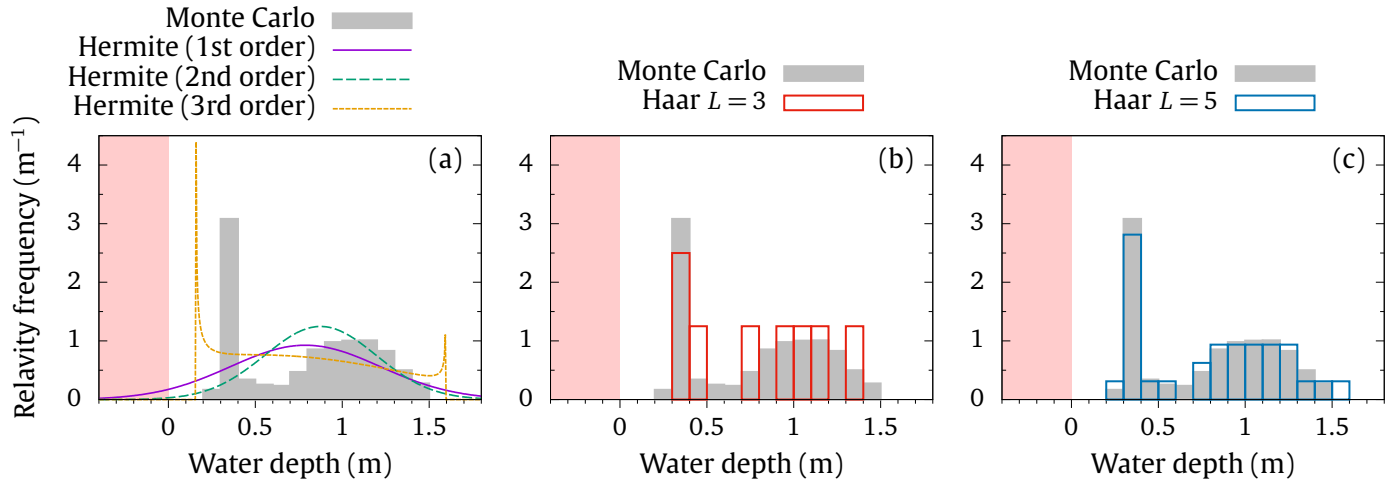 Monte Carlo
Hermite (1st order)
Hermite (2nd order)
Hermite (3rd order)
Monte Carlo
Haar L = 3
Monte Carlo
Haar L = 5
Relavity frequency (m⁻¹)
4
3
2
1
0
(a)
0 0.5 1 1.5
Water depth (m)
4
3
2
1
0
(b)
0 0.5 1 1.5
Water depth (m)
4
3
2
1
0
(c)
0 0.5 1 1.5
Water depth (m)